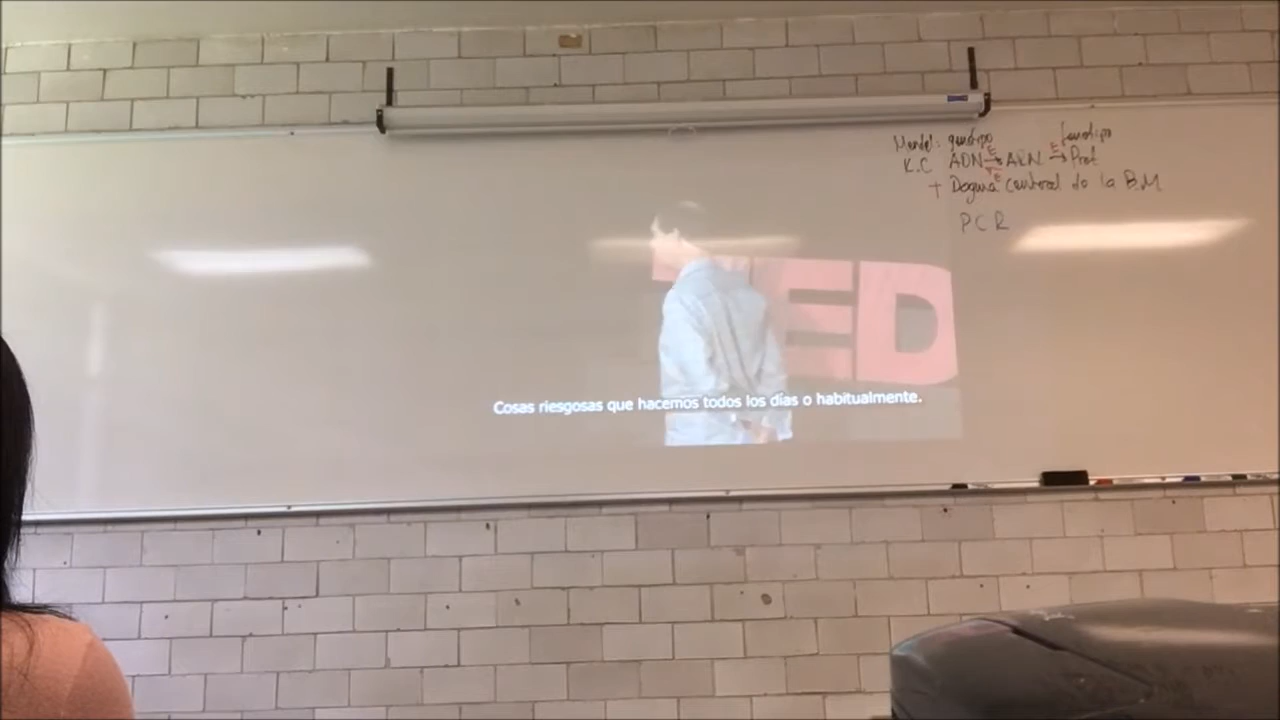 Mendel: genotipo fenotipo
K.C ADN E→ ARN E→ Prot
+ Dogma central de la B.M
PCR
TED
Cosas riesgosas que hacemos todos los días o habitualmente.